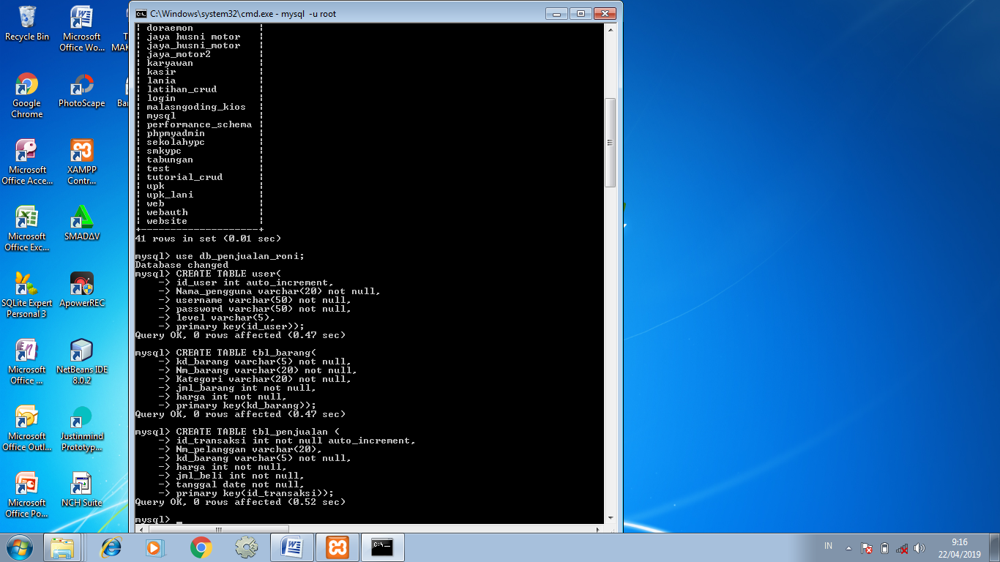 Recycle Bin
Microsoft Office Wo...
MAK
Google Chrome
PhotoScape
Microsoft Office Acce...
XAMPP Contr...
Microsoft Office Exc...
SMADΔV
SQLite Expert Personal 3
ApowerREC
Microsoft Office ...
NetBeans IDE 8.0.2
Microsoft Office Outl...
Justinmind Prototyp...
Microsoft Office Po...
NCH Suite
C:\Windows\system32\cmd.exe - mysql  -u root
| doraemon |
| jaya husni motor |
| jaya_husni_motor |
| jaya_motor2 |
| karyawan |
| kasir |
| lania |
| latihan_crud |
| login |
| malasngoding_kios |
| mysql |
| performance_schema |
| phpmyadmin |
| sekolahypc |
| smkypc |
| tabungan |
| test |
| tutorial_crud |
| upk |
| upk_lani |
| web |
| webauth |
| website |
+--------------------+
41 rows in set (0.01 sec)
mysql> use db_penjualan_roni;
Database changed
mysql> CREATE TABLE user(
-> id_user int auto_increment,
-> Nama_pengguna varchar(20) not null,
-> username varchar(50) not null,
-> password varchar(50) not null,
-> level varchar(5),
-> primary key(id_user));
Query OK, 0 rows affected (0.47 sec)
mysql> CREATE TABLE tbl_barang(
-> kd_barang varchar(5) not null,
-> Nm_barang varchar(20) not null,
-> Kategori varchar(20) not null,
-> jml_barang int not null,
-> harga int not null,
-> primary key(kd_barang));
Query OK, 0 rows affected (0.47 sec)
mysql> CREATE TABLE tbl_penjualan (
-> id_transaksi int not null auto_increment,
-> Nm_pelanggan varchar(20),
-> kd_barang varchar(5) not null,
-> harga int not null,
-> jml_beli int not null,
-> tanggal date not null,
-> primary key(id_transaksi));
Query OK, 0 rows affected (0.52 sec)
mysql> _
IN
9:16
22/04/2019